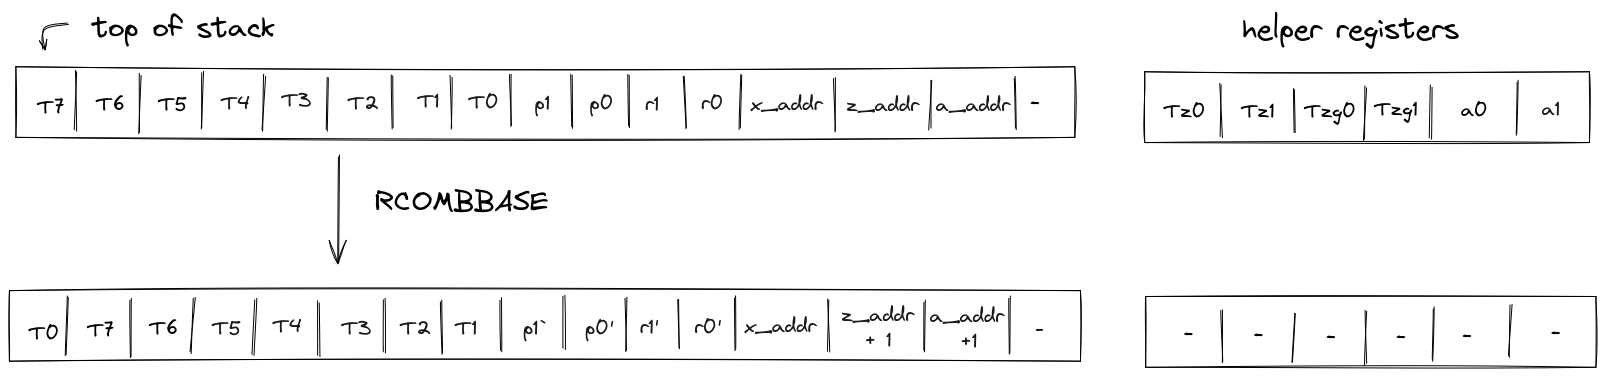 top of stack
helper registers
T7 T6 T5 T4 T3 T2 T1 T0 p1 p0 r1 r0 x_addr z_addr a_addr -
Tz0 Tz1 Tzg0 Tzg1 a0 a1
RCOMBBASE
T0 T7 T6 T5 T4 T3 T2 T1 p1` p0' r1' r0' x_addr z_addr + 1 a_addr +1 -
- - - - - -